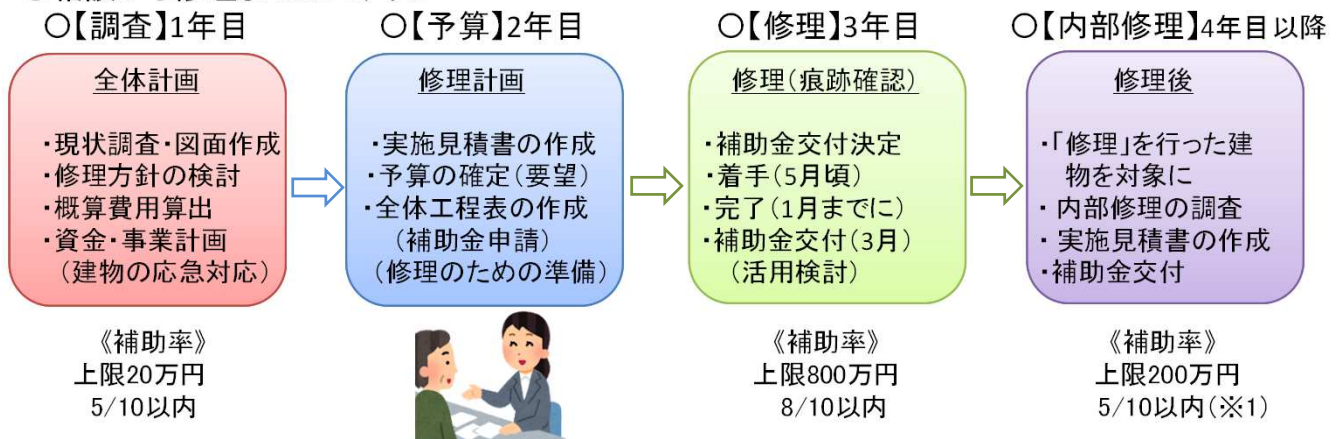 〇【調査】1年目
全体計画
・現状調査・図面作成
・修理方針の検討
・概算費用算出
・資金・事業計画
(建物の応急対応)
《補助率》
上限20万円
5/10以内
〇【予算】2年目
修理計画
・実施見積書の作成
・予算の確定(要望)
・全体工程表の作成
(補助金申請)
(修理のための準備)
〇【修理】3年目
修理(痕跡確認)
・補助金交付決定
・着手(5月頃)
・完了(1月までに)
・補助金交付(3月)
(活用検討)
《補助率》
上限800万円
8/10以内
〇【内部修理】4年目以降
修理後
・「修理」を行った建
物を対象に
・内部修理の調査
・実施見積書の作成
・補助金交付
《補助率》
上限200万円
5/10以内(※1)